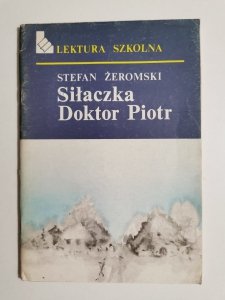 LEKTURA SZKOLNA
STEFAN ŻEROMSKI
Siłaczka
Doktor Piotr